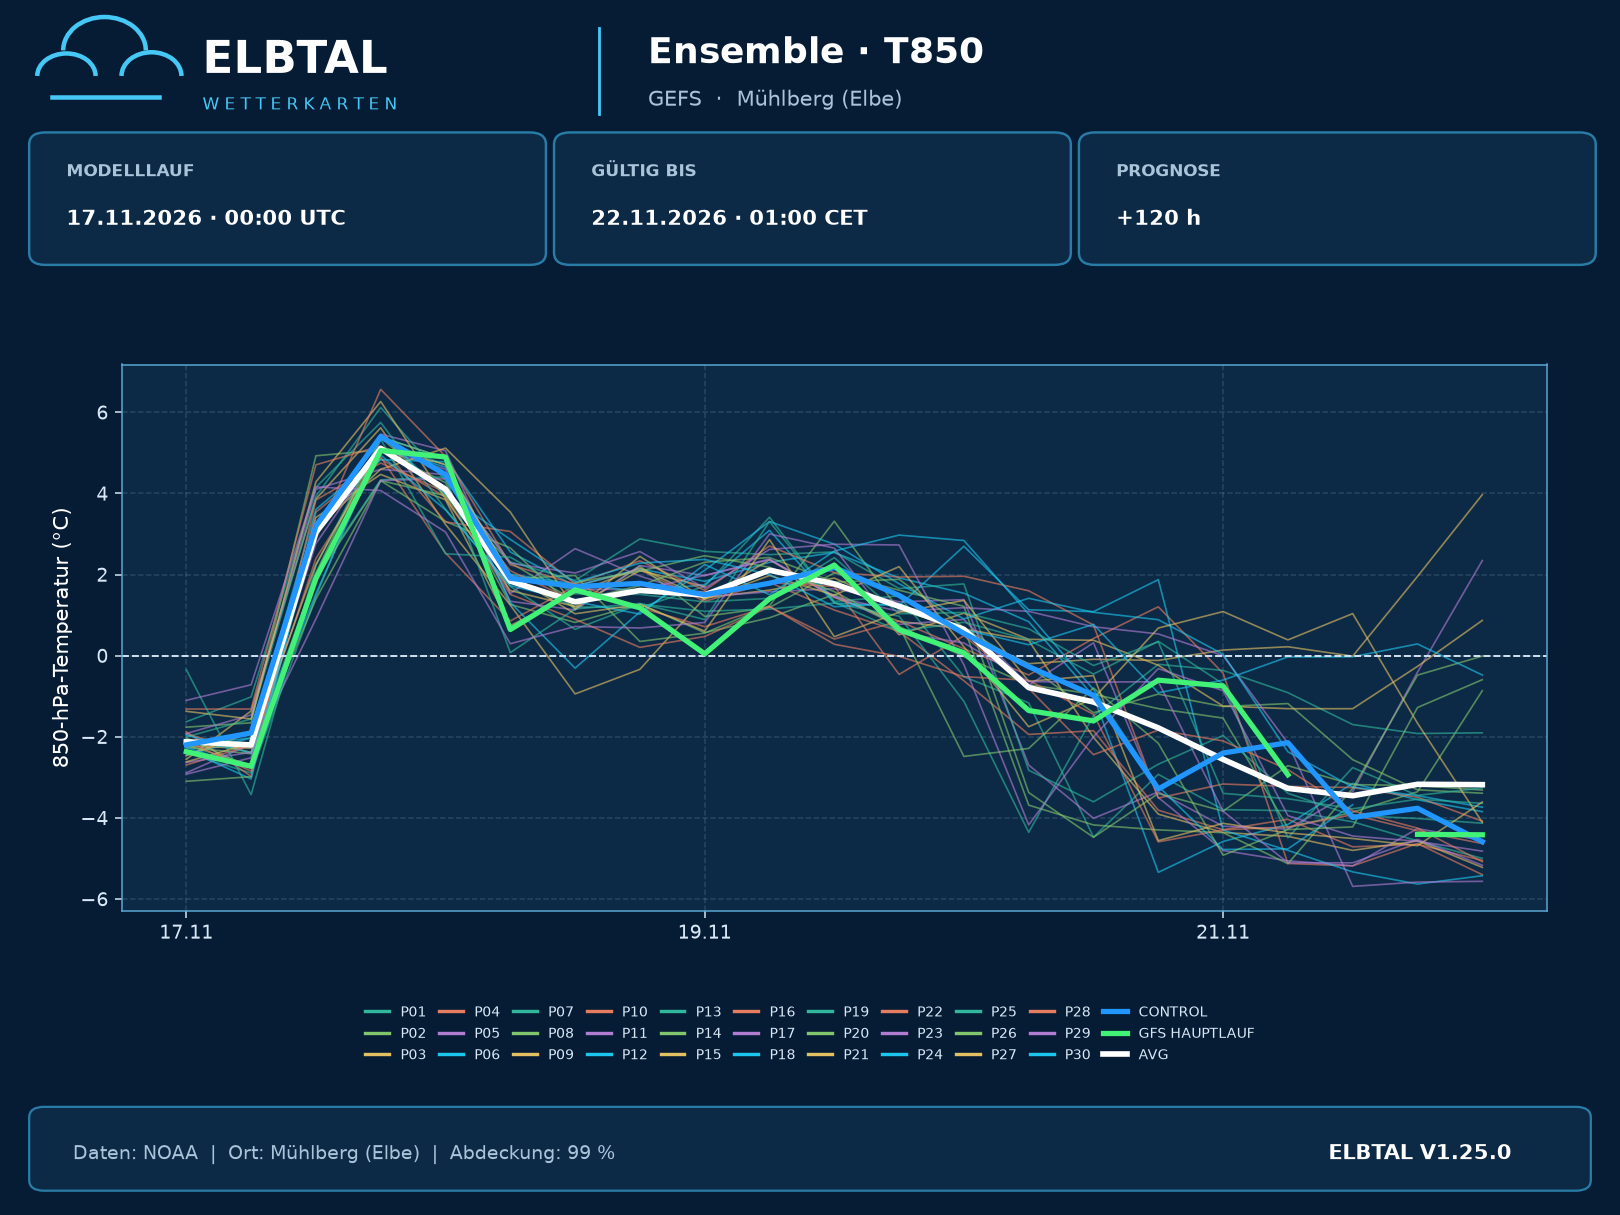 ELBTAL
WETTERKARTEN
Ensemble · T850
GEFS · Mühlberg (Elbe)
MODELLLAUF
17.11.2026 · 00:00 UTC
GÜLTIG BIS
22.11.2026 · 01:00 CET
PROGNOSE
+120 h
850-hPa-Temperatur (°C)
6
4
2
0
−2
−4
−6
17.11 19.11 21.11
P01 P04 P07 P10 P13 P16 P19 P22 P25 P28 CONTROL
P02 P05 P08 P11 P14 P17 P20 P23 P26 P29 GFS HAUPTLAUF
P03 P06 P09 P12 P15 P18 P21 P24 P27 P30 AVG
Daten: NOAA | Ort: Mühlberg (Elbe) | Abdeckung: 99 %
ELBTAL V1.25.0